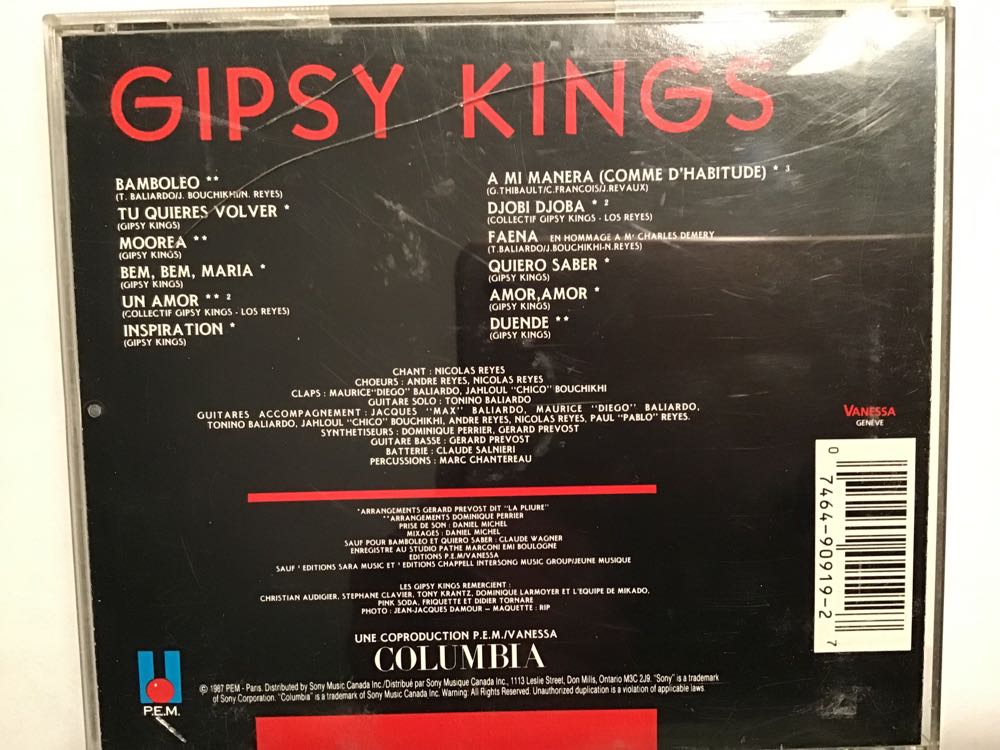 GIPSY KINGS
BAMBOLEO **
(T. BALIARDO/J. BOUCHIKHI/N. REYES)
TU QUIERES VOLVER *
(GIPSY KINGS)
MOOREA **
(GIPSY KINGS)
BEM, BEM, MARIA *
(GIPSY KINGS)
UN AMOR ** 2
(COLLECTIF GIPSY KINGS - LOS REYES)
INSPIRATION *
(GIPSY KINGS)
A MI MANERA (COMME D'HABITUDE) * 3
(G.THIBAULT/C.FRANCOIS/J.REVAUX)
DJOBI DJOBA * 2
(COLLECTIF GIPSY KINGS - LOS REYES)
FAENA EN HOMMAGE A Mr CHARLES DEMERY
(T.BALIARDO/J.BOUCHIKHI-N.REYES)
QUIERO SABER *
(GIPSY KINGS)
AMOR,AMOR *
(GIPSY KINGS)
DUENDE **
(GIPSY KINGS)
CHANT : NICOLAS REYES
CHOEURS : ANDRE REYES, NICOLAS REYES
CLAPS : MAURICE"DIEGO" BALIARDO, JAHLOUL "CHICO" BOUCHIKHI
GUITARE SOLO : TONINO BALIARDO
GUITARES ACCOMPAGNEMENT : JACQUES "MAX" BALIARDO, MAURICE "DIEGO" BALIARDO,
TONINO BALIARDO, JAHLOUL "CHICO" BOUCHIKHI, ANDRE REYES, NICOLAS REYES, PAUL "PABLO" REYES.
SYNTHETISEURS : DOMINIQUE PERRIER, GERARD PREVOST
GUITARE BASSE : GERARD PREVOST
BATTERIE : CLAUDE SALNIERI
PERCUSSIONS : MARC CHANTEREAU
*ARRANGEMENTS GERARD PREVOST DIT "LA PLIURE"
**ARRANGEMENTS DOMINIQUE PERRIER
PRISE DE SON : DANIEL MICHEL
MIXAGES : DANIEL MICHEL
SAUF POUR BAMBOLEO ET QUIERO SABER : CLAUDE WAGNER
ENREGISTRE AU STUDIO PATHE MARCONI EMI BOULOGNE
EDITIONS P.E.M/VANESSA
SAUF EDITIONS SARA MUSIC ET EDITIONS CHAPPELL INTERSONG MUSIC GROUP/JEUNE MUSIQUE
LES GIPSY KINGS REMERCIENT :
CHRISTIAN AUDIGIER, STEPHANE CLAVIER, TONY KRANTZ, DOMINIQUE LARMOYER ET L'EQUIPE DE MIKADO,
PINK SODA, FRIQUETTE ET DIDIER TORNARE
PHOTO : JEAN-JACQUES DAMOUR – MAQUETTE : RIP
UNE COPRODUCTION P.E.M./VANESSA
COLUMBIA
© 1987 PEM - Paris. Distributed by Sony Music Canada Inc./Distribué par Sony Musique Canada Inc., 1113 Leslie Street, Don Mills, Ontario M3C 2J9. "Sony" is a trademark
of Sony Corporation. "Columbia" is a trademark of Sony Music Canada Inc. Warning: All Rights Reserved. Unauthorized duplication is a violation of applicable laws.
P.E.M.
VANESSA
GENÈVE
0 7464-90919-2 7